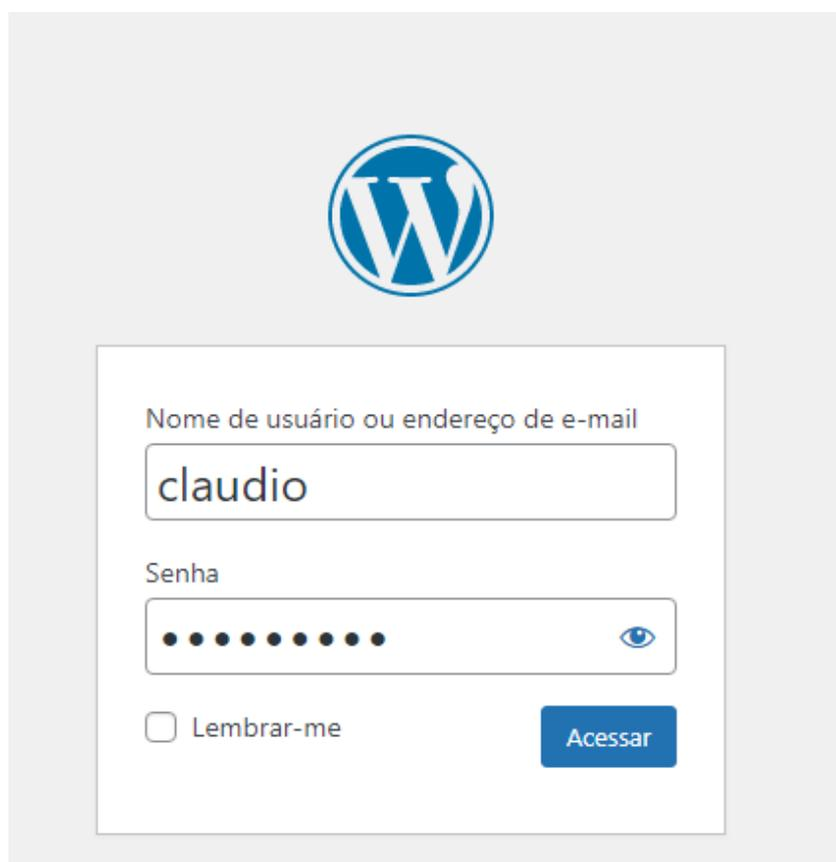 Nome de usuário ou endereço de e-mail
claudio
Senha
•••••••••
Lembrar-me
Acessar